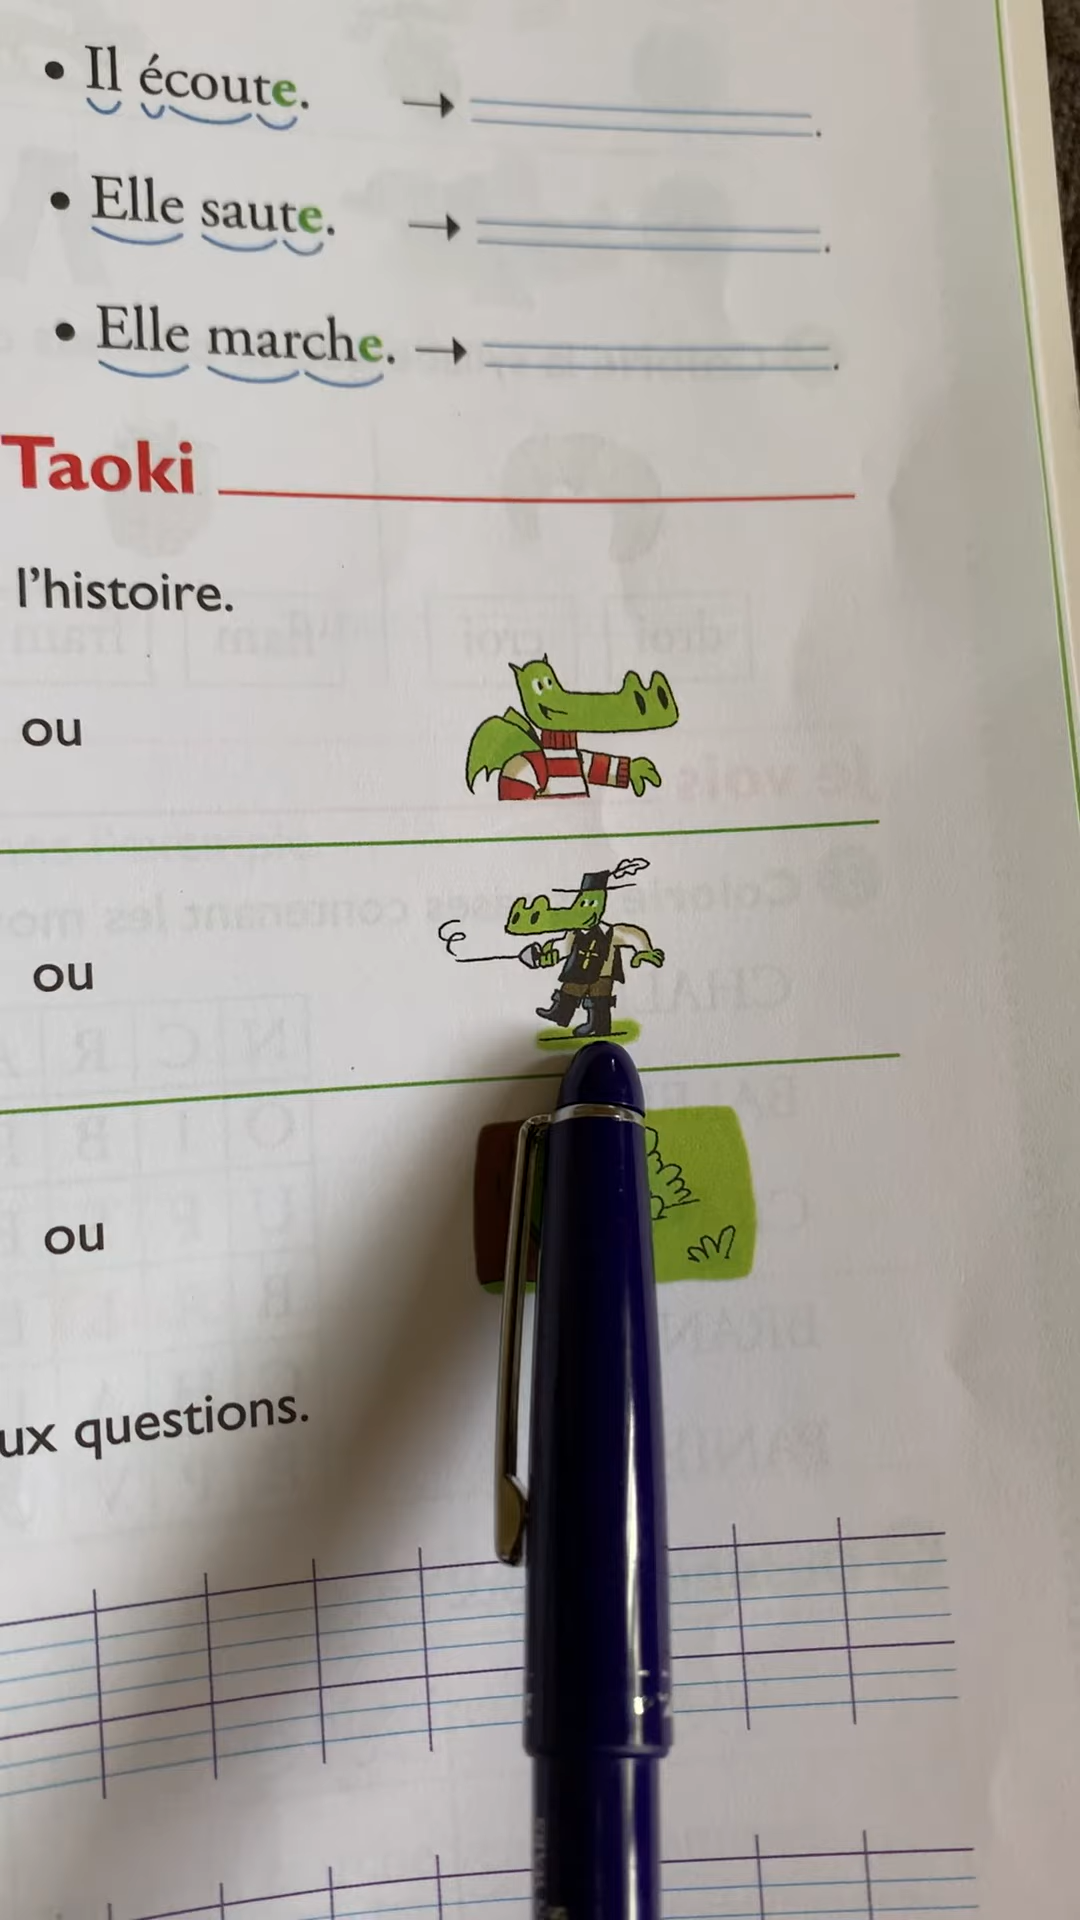 • Il écoute. →
• Elle saute. →
• Elle marche. →
Taoki
l'histoire.
ou
ou
ou
ux questions.